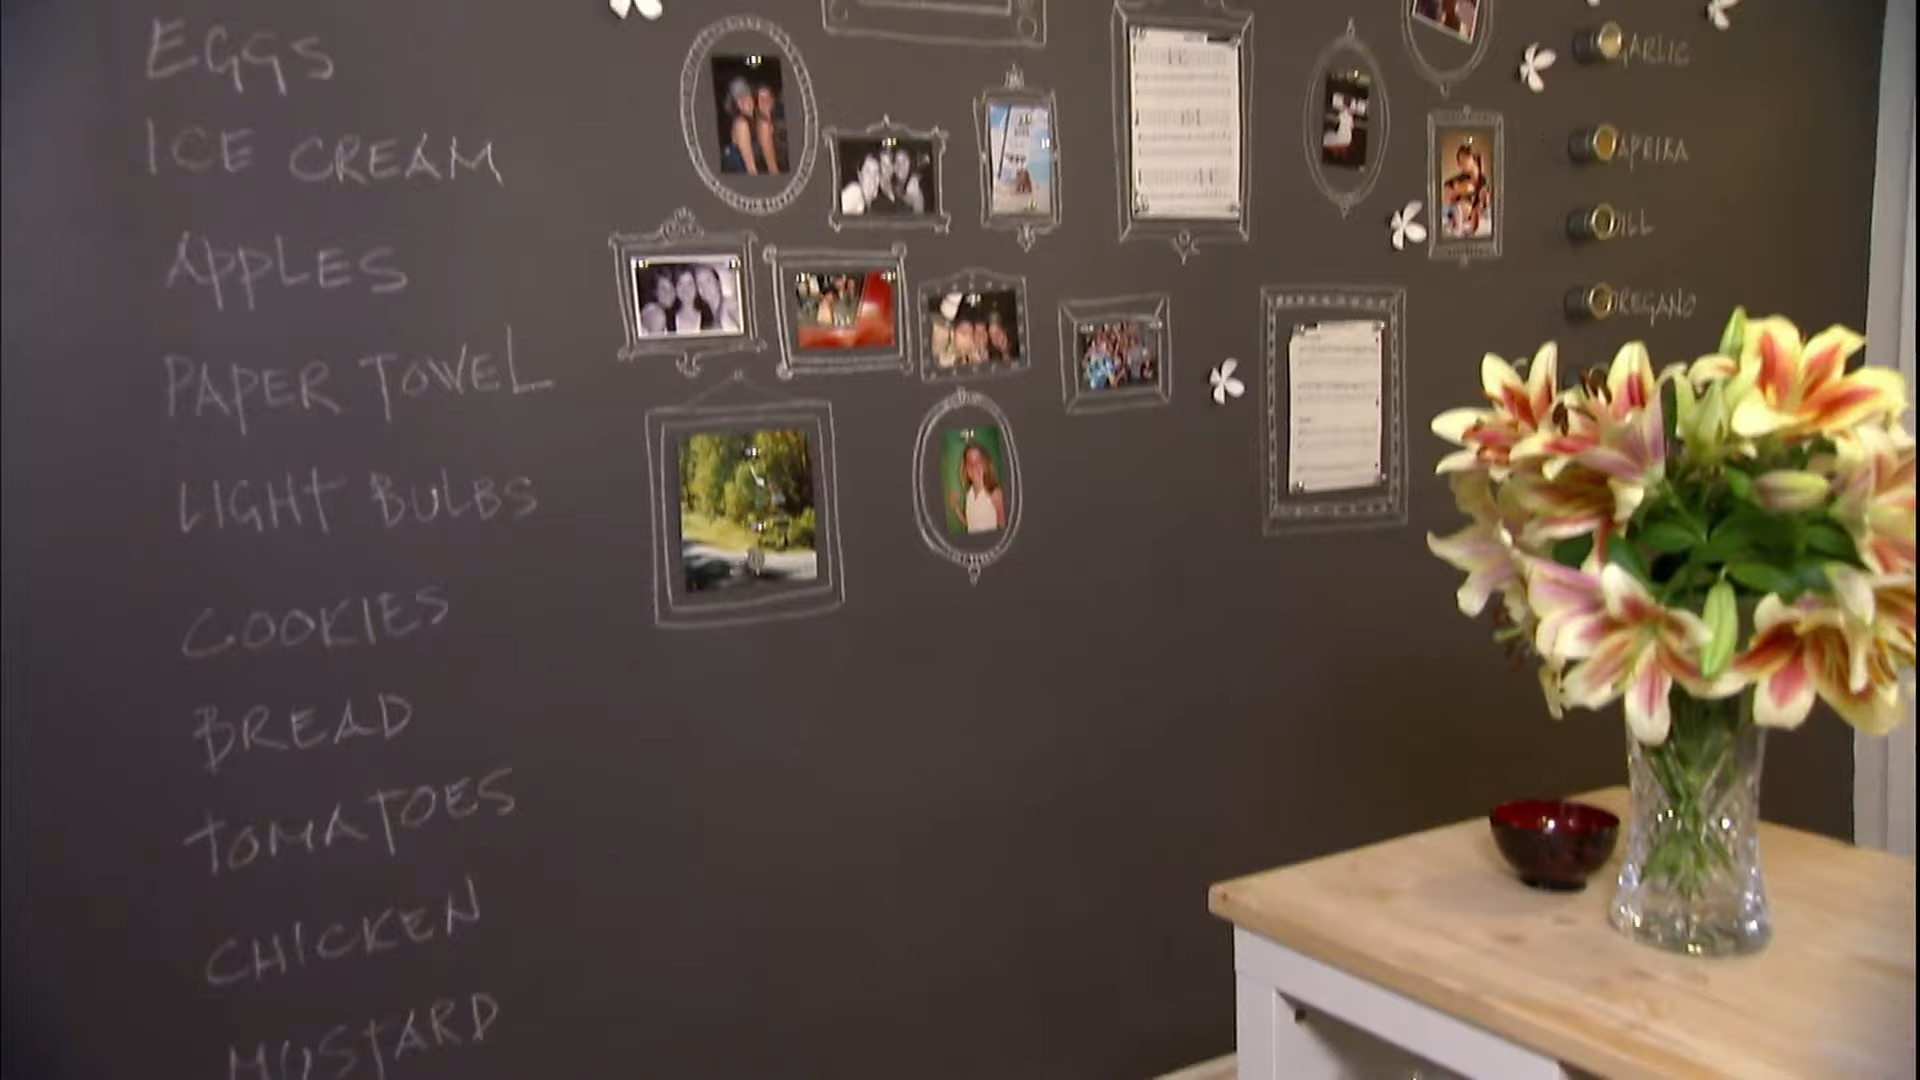 EGGS
ICE CREAM
APPLES
PAPER TOWEL
LIGHT BULBS
COOKIES
BREAD
TOMATOES
CHICKEN
MUSTARD
GARLIC
PAPRIKA
DILL
OREGANO